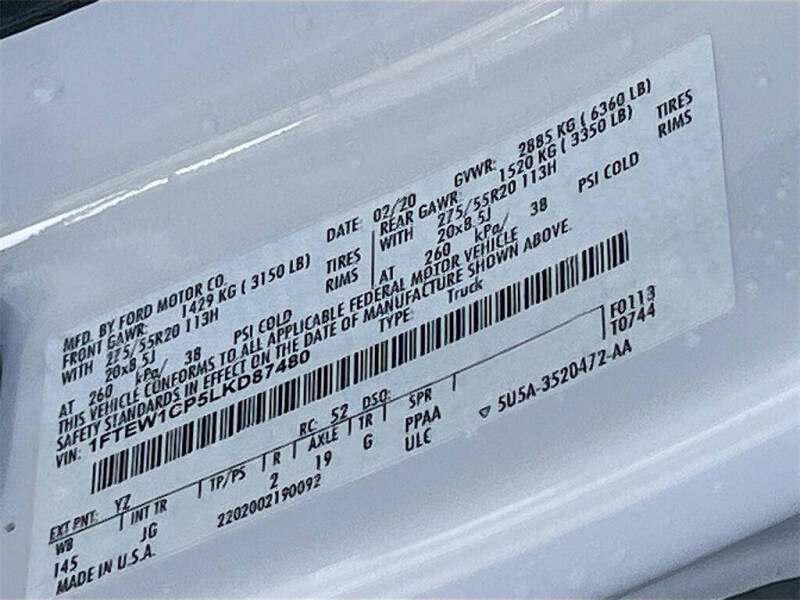 MFD. BY FORD MOTOR CO. DATE: 02/20 GVWR: 2885 KG ( 6360 LB)
FRONT GAWR: 1429 KG ( 3150 LB) REAR GAWR: 1520 KG ( 3350 LB)
WITH 275/55R20 113H TIRES WITH 275/55R20 113H TIRES
20x8.5J RIMS 20x8.5J RIMS
AT 260 kPa/ 38 PSI COLD AT 260 kPa/ 38 PSI COLD
THIS VEHICLE CONFORMS TO ALL APPLICABLE FEDERAL MOTOR VEHICLE
SAFETY STANDARDS IN EFFECT ON THE DATE OF MANUFACTURE SHOWN ABOVE.
VIN: 1FTEW1CP5LKD87480 TYPE: Truck
F0113
T0744
EXT PNT: YZ RC: 52 DSO:
WB INT TR TP/PS R AXLE TR SPR
145 JG 2 19 G PPAA
ULC
MADE IN U.S.A. 2202002190092 5U5A-3520472-AA